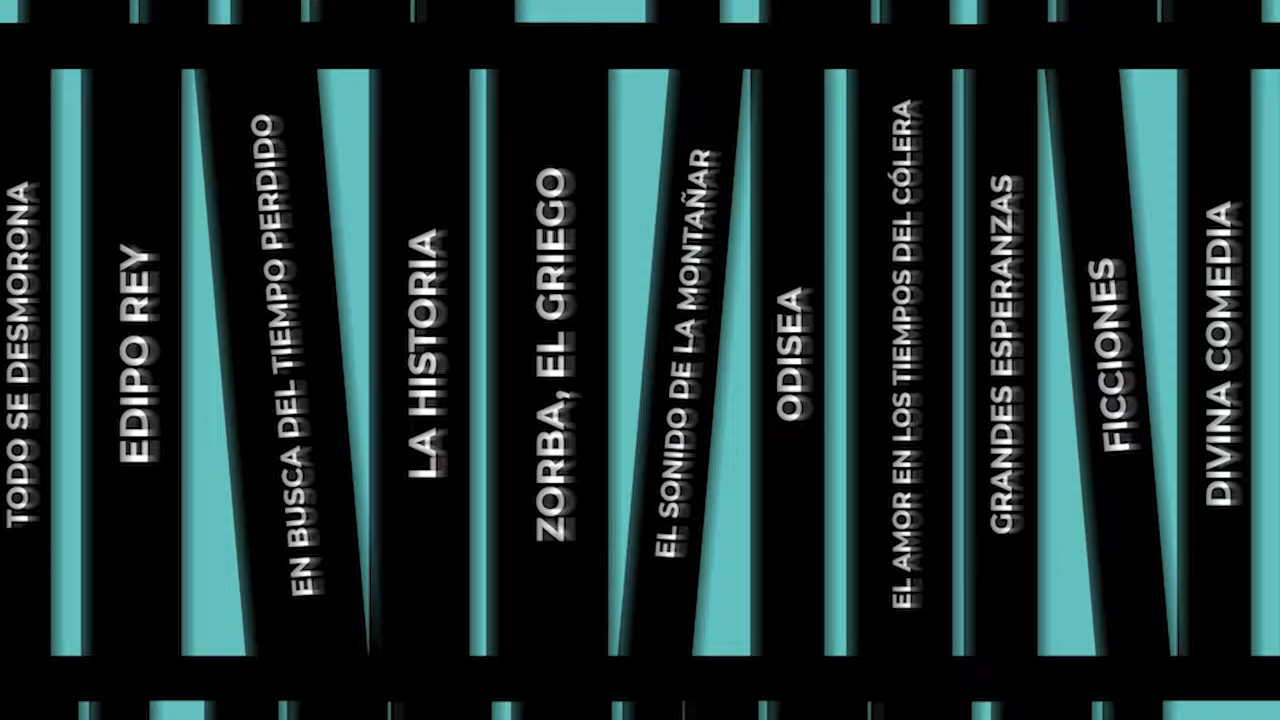 TODO SE DESMORONA
EDIPO REY
EN BUSCA DEL TIEMPO PERDIDO
LA HISTORIA
ZORBA, EL GRIEGO
EL SONIDO DE LA MONTAÑAR
ODISEA
EL AMOR EN LOS TIEMPOS DEL CÓLERA
GRANDES ESPERANZAS
FICCIONES
DIVINA COMEDIA